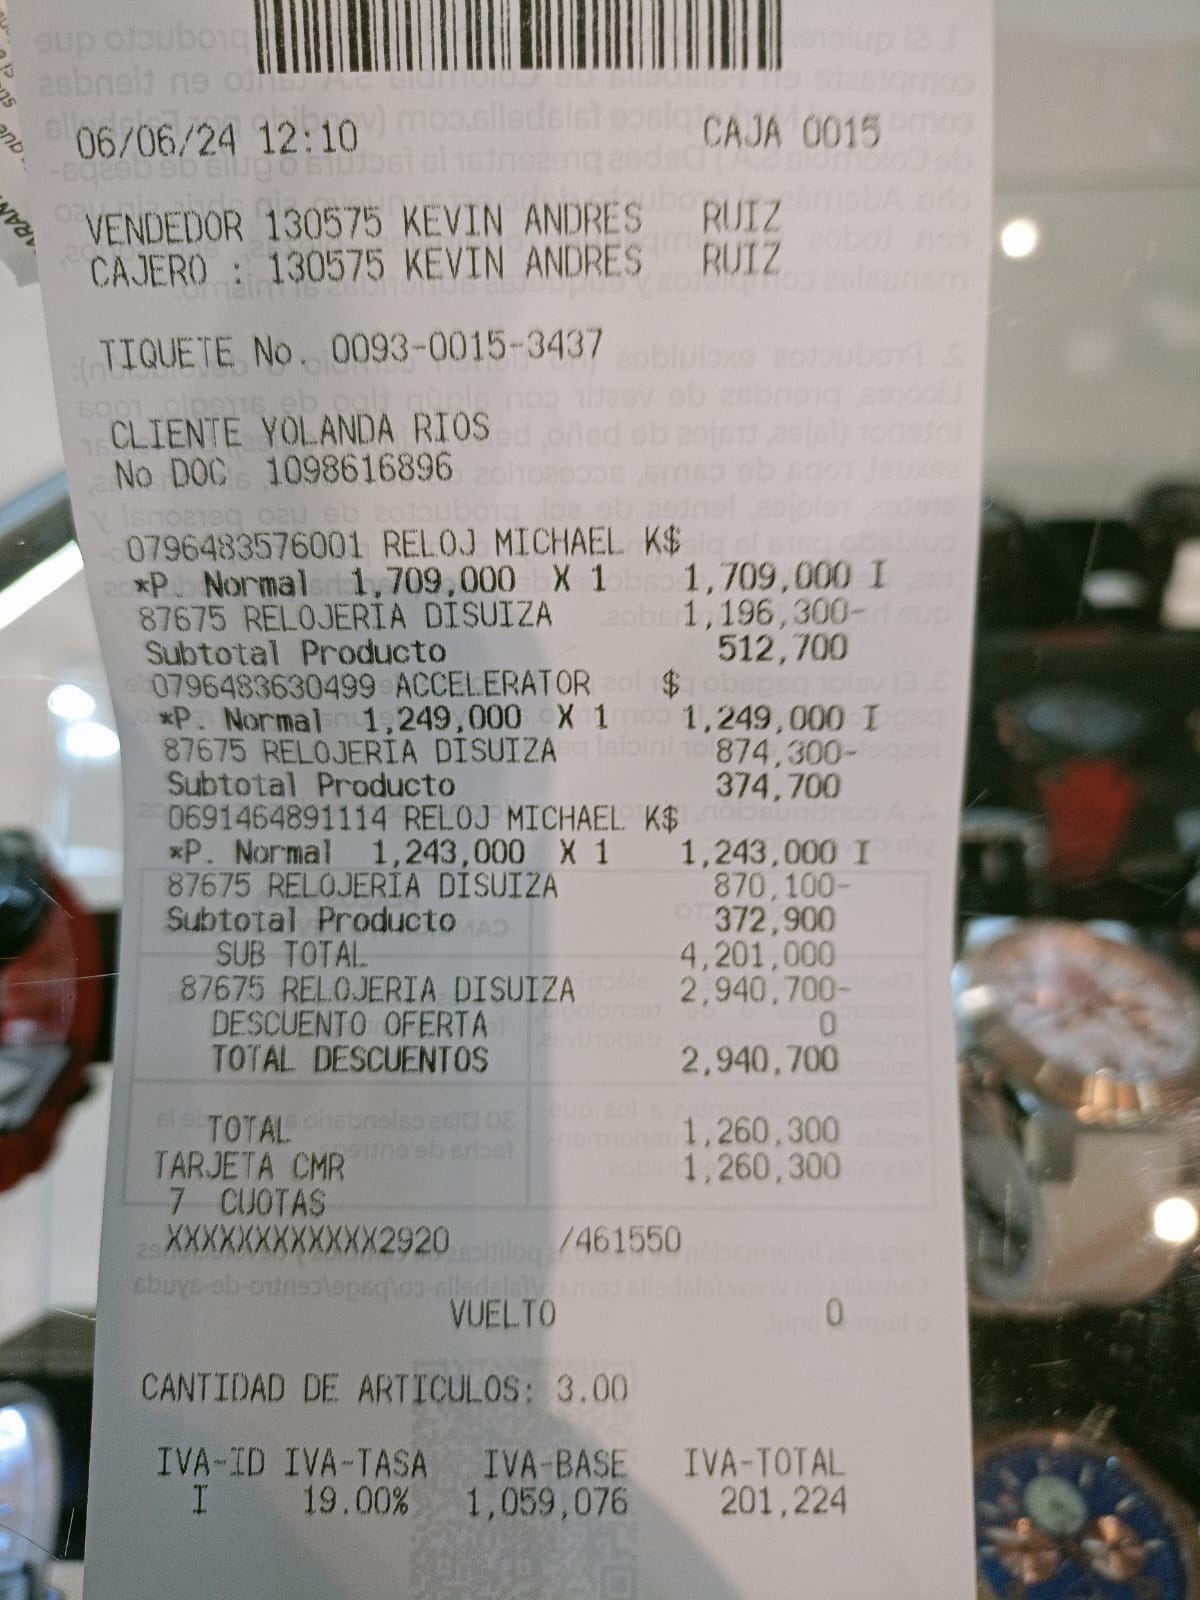 06/06/24 12:10 CAJA 0015
VENDEDOR 130575 KEVIN ANDRES RUIZ
CAJERO : 130575 KEVIN ANDRES RUIZ
TIQUETE No. 0093-0015-3437
CLIENTE YOLANDA RIOS
No DOC 1098616896
0796483576001 RELOJ MICHAEL K$
*P. Normal 1,709,000 X 1 1,709,000 I
87675 RELOJERIA DISUIZA 1,196,300-
Subtotal Producto 512,700
0796483630499 ACCELERATOR $
*P. Normal 1,249,000 X 1 1,249,000 I
87675 RELOJERIA DISUIZA 874,300-
Subtotal Producto 374,700
0691464891114 RELOJ MICHAEL K$
*P. Normal 1,243,000 X 1 1,243,000 I
87675 RELOJERIA DISUIZA 870,100-
Subtotal Producto 372,900
SUB TOTAL 4,201,000
87675 RELOJERIA DISUIZA 2,940,700-
DESCUENTO OFERTA 0
TOTAL DESCUENTOS 2,940,700
TOTAL 1,260,300
TARJETA CMR 1,260,300
7 CUOTAS
XXXXXXXXXXXX2920 /461550
VUELTO 0
CANTIDAD DE ARTICULOS: 3.00
IVA-ID IVA-TASA IVA-BASE IVA-TOTAL
I 19.00% 1,059,076 201,224